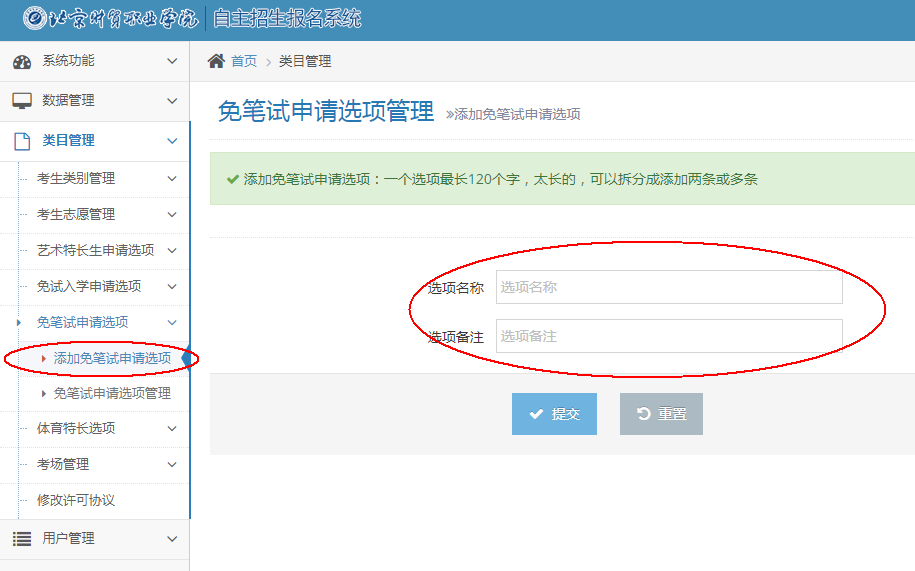 北京财贸职业学院 自主招生报名系统
系统功能
数据管理
类目管理
考生类别管理
考生志愿管理
艺术特长生申请选项
免试入学申请选项
免笔试申请选项
添加免笔试申请选项
免笔试申请选项管理
体育特长选项
考场管理
修改许可协议
用户管理
首页 > 类目管理
免笔试申请选项管理 »添加免笔试申请选项
添加免笔试申请选项：一个选项最长120个字，太长的，可以拆分成添加两条或多条
选项名称 选项名称
选项备注 选项备注
提交 重置